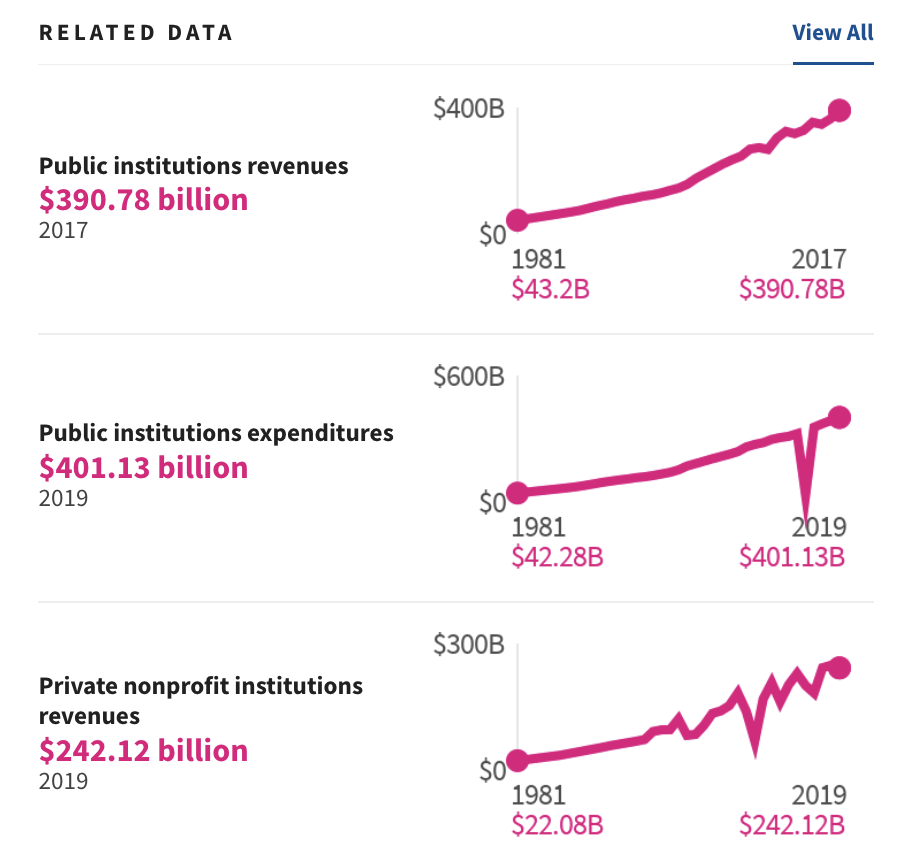 RELATED DATA
View All
Public institutions revenues
$390.78 billion
2017
$400B
$0
1981
2017
$43.2B
$390.78B
Public institutions expenditures
$401.13 billion
2019
$600B
$0
1981
2019
$42.28B
$401.13B
Private nonprofit institutions
revenues
$242.12 billion
2019
$300B
$0
1981
2019
$22.08B
$242.12B